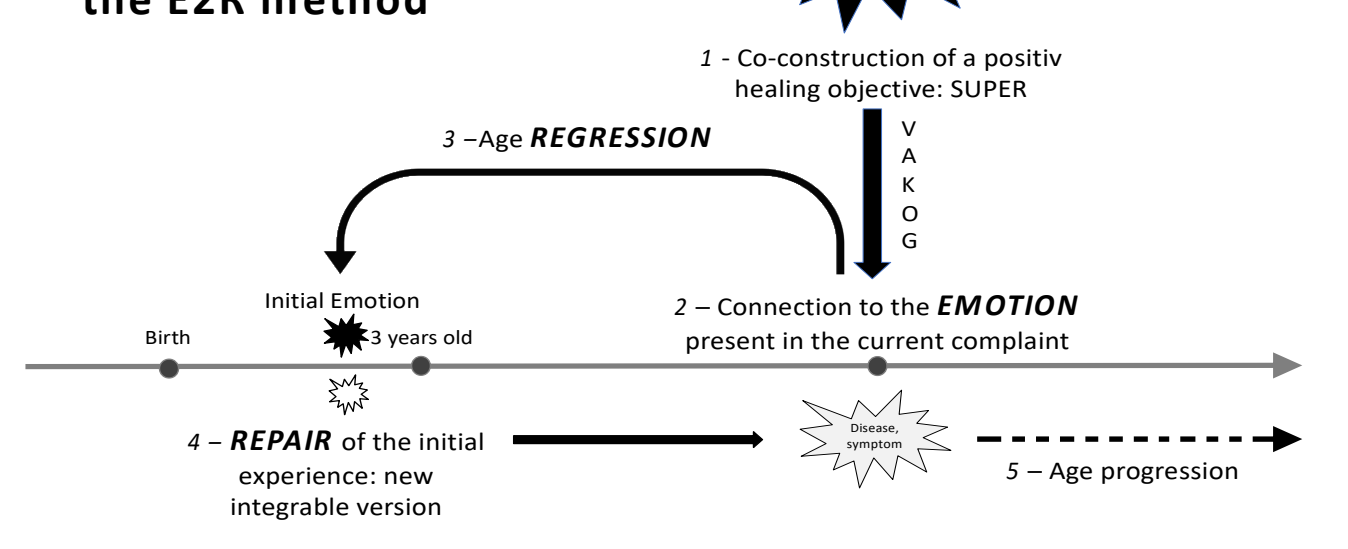 the E2R method
1 - Co-construction of a positiv
healing objective: SUPER
3 –Age REGRESSION
V
A
K
O
G
Initial Emotion
2 – Connection to the EMOTION
present in the current complaint
Birth
3 years old
Disease,
symptom
4 – REPAIR of the initial
experience: new
integrable version
5 – Age progression